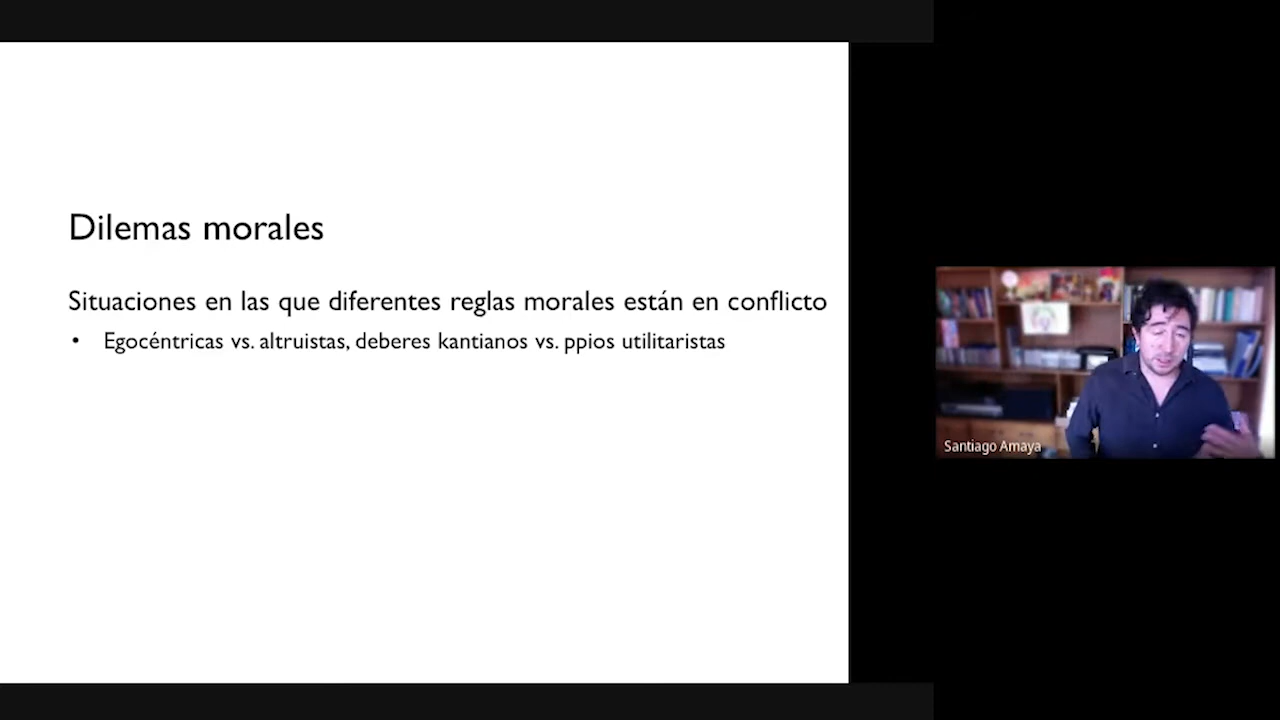 Dilemas morales
Situaciones en las que diferentes reglas morales están en conflicto
• Egocéntricas vs. altruistas, deberes kantianos vs. ppios utilitaristas
Santiago Amaya